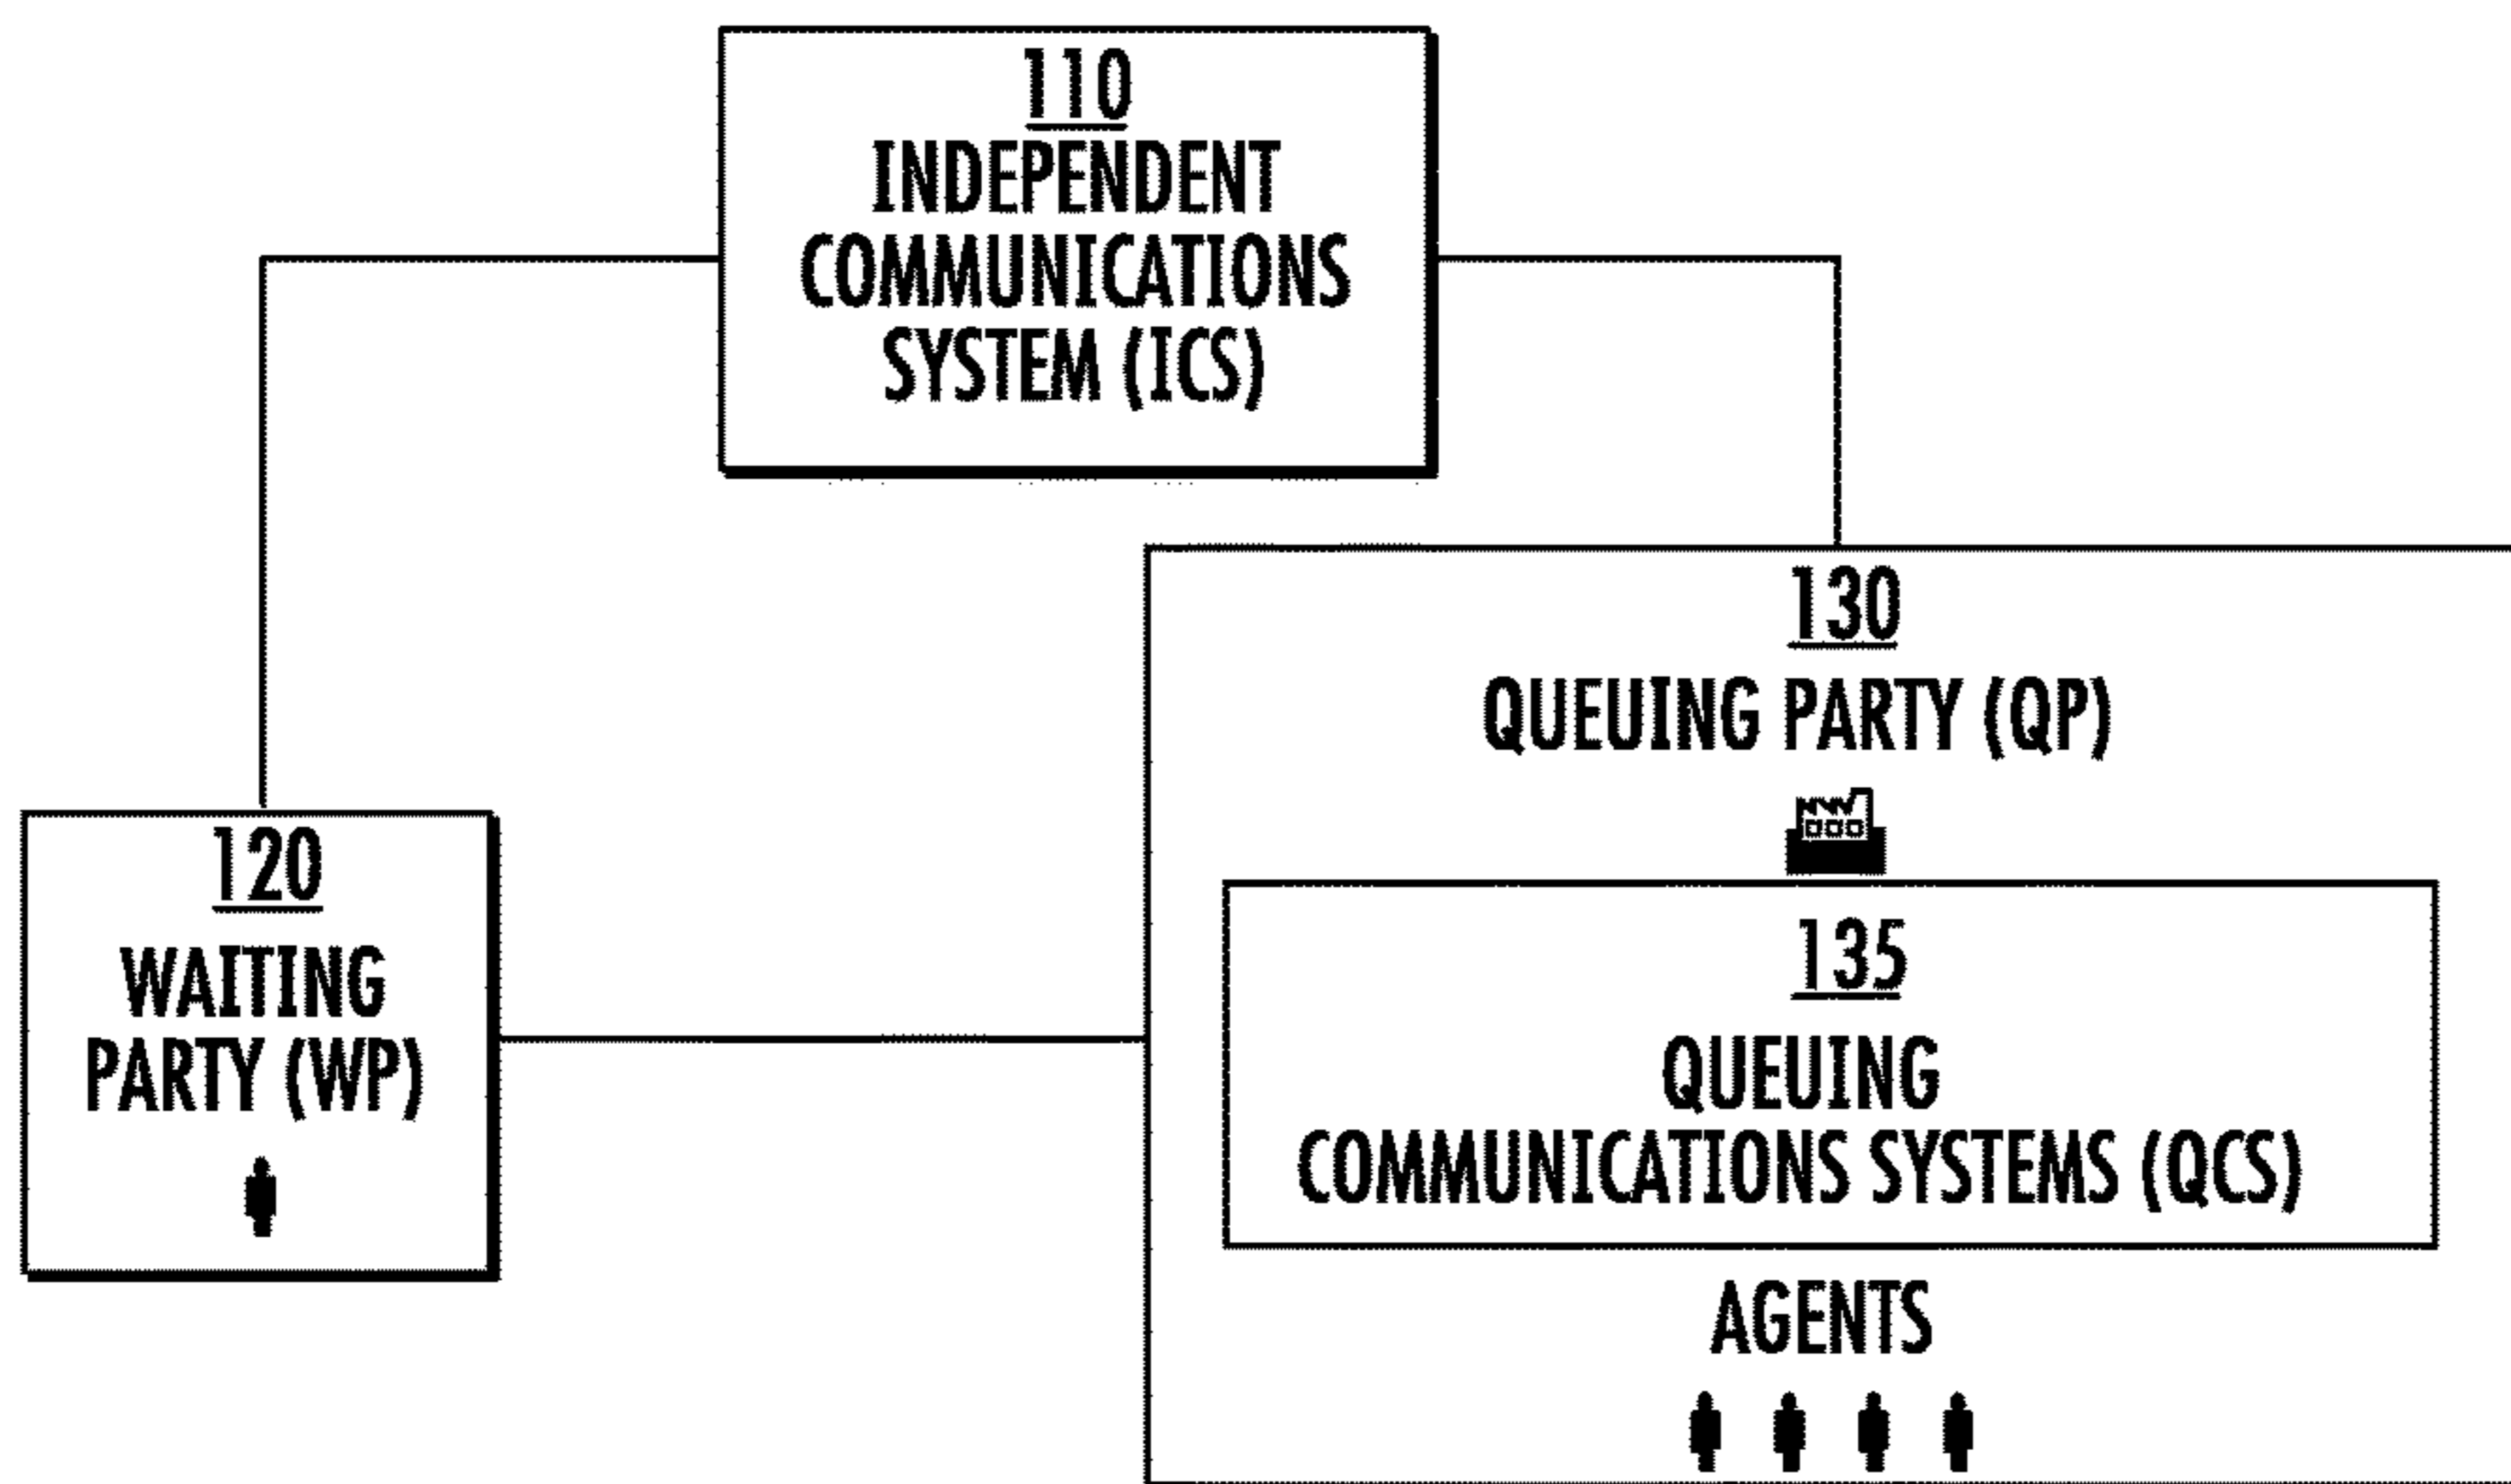 110
INDEPENDENT
COMMUNICATIONS
SYSTEM (ICS)
130
QUEUING PARTY (QP)
120
WAITING
PARTY (WP)
135
QUEUING
COMMUNICATIONS SYSTEMS (QCS)
AGENTS